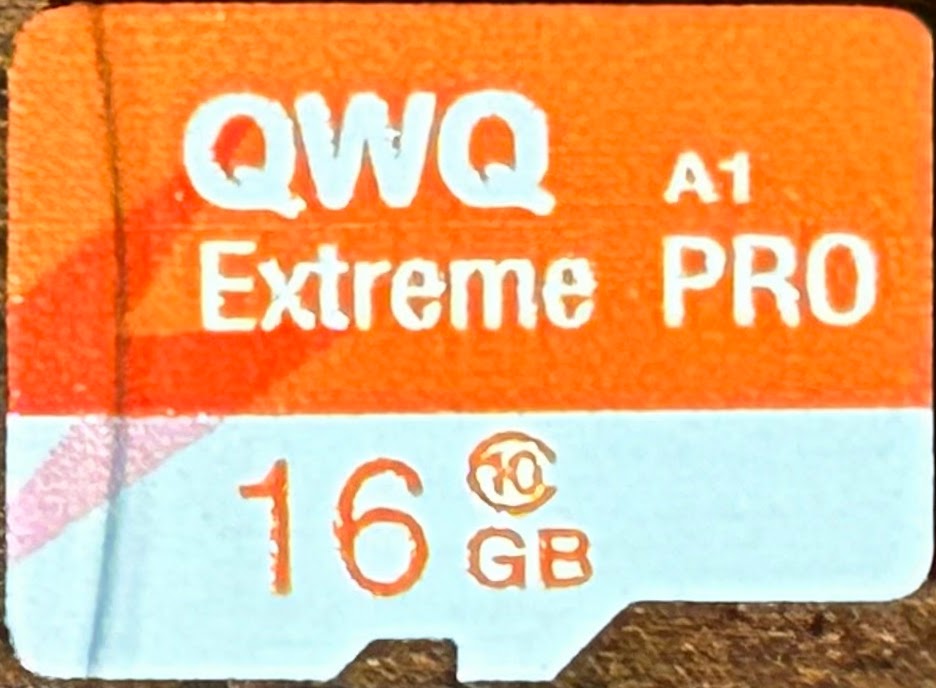 QWQ A1
Extreme PRO
16 10
GB